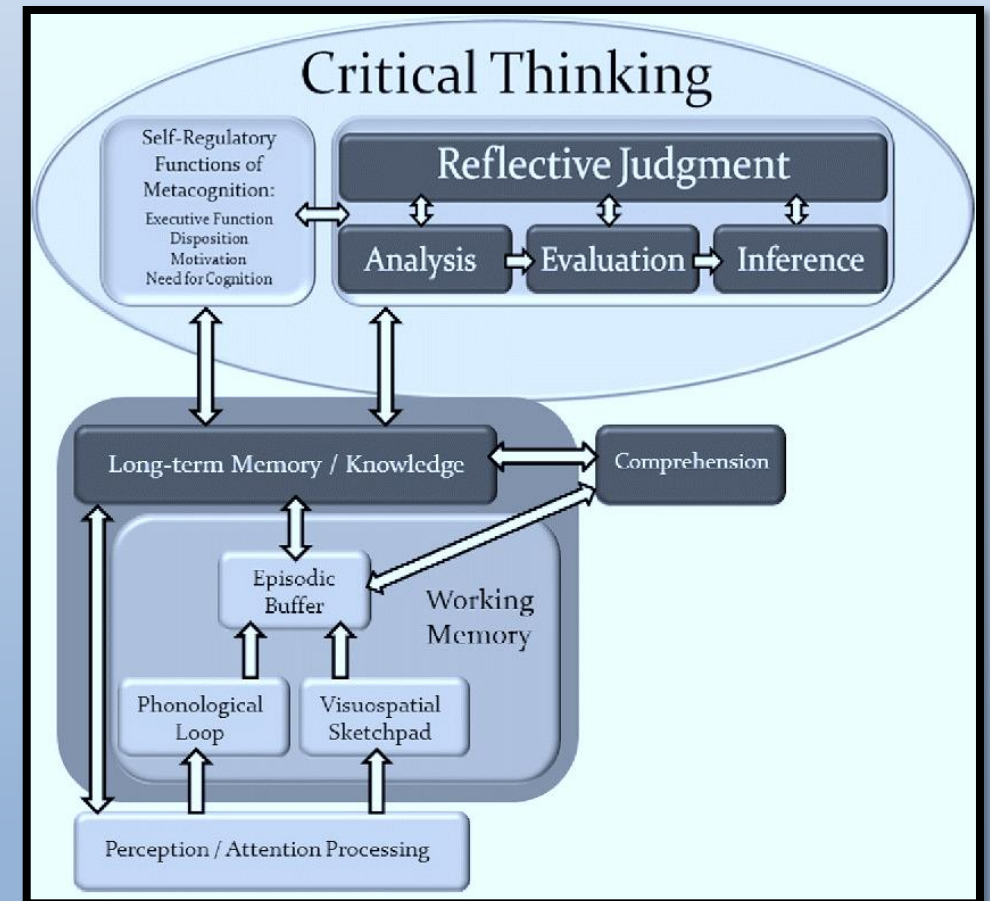 Critical Thinking
Self-Regulatory
Functions of
Metacognition:
Executive Function
Disposition
Motivation
Need for Cognition
Reflective Judgment
Analysis
Evaluation
Inference
Long-term Memory / Knowledge
Comprehension
Episodic
Buffer
Working
Memory
Phonological
Loop
Visuospatial
Sketchpad
Perception / Attention Processing